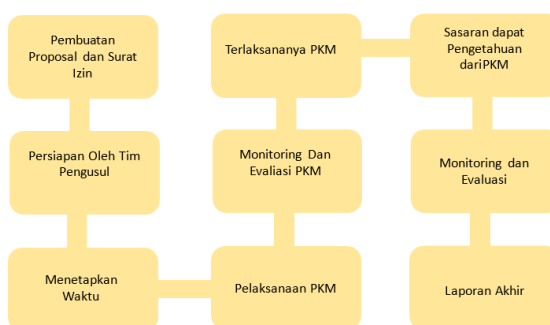 Pembuatan
Proposal dan Surat
Izin
Persiapan Oleh Tim
Pengusul
Menetapkan
Waktu
Pelaksanaan PKM
Monitoring Dan
Evaliasi PKM
Terlaksananya PKM
Sasaran dapat
Pengetahuan
dariPKM
Monitoring dan
Evaluasi
Laporan Akhir